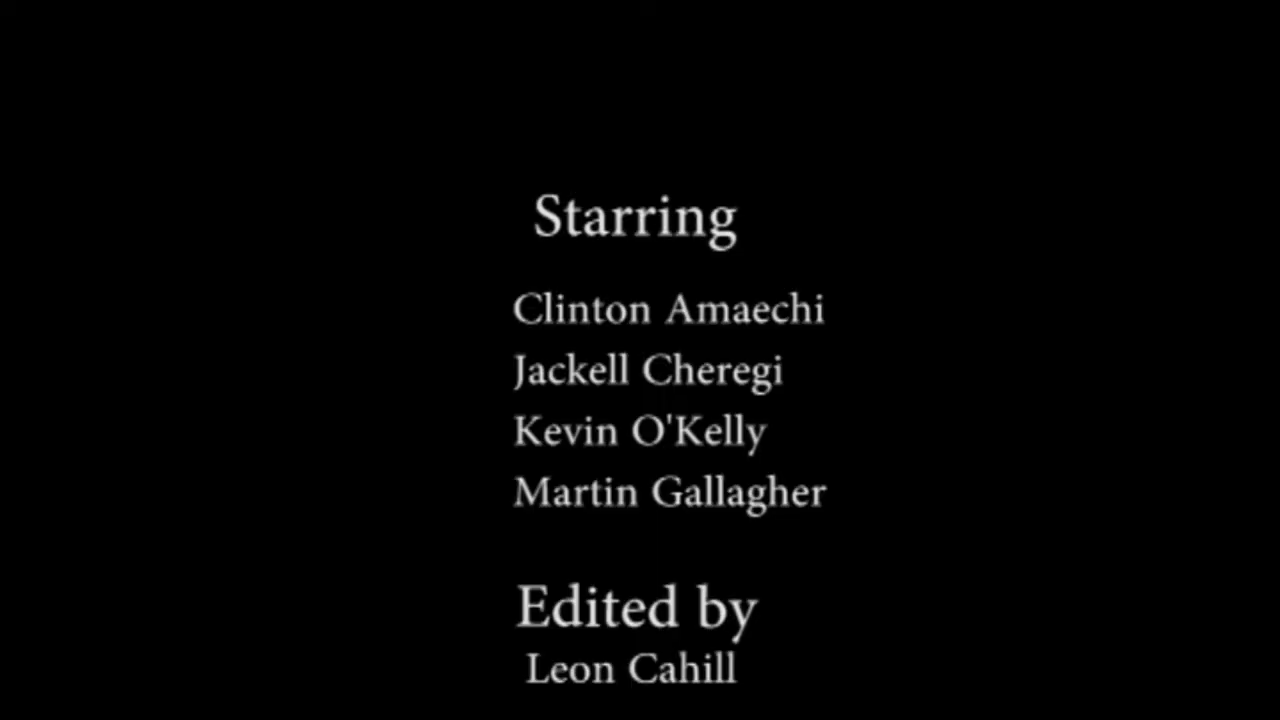 Starring
Clinton Amaechi
Jackell Cheregi
Kevin O'Kelly
Martin Gallagher
Edited by
Leon Cahill